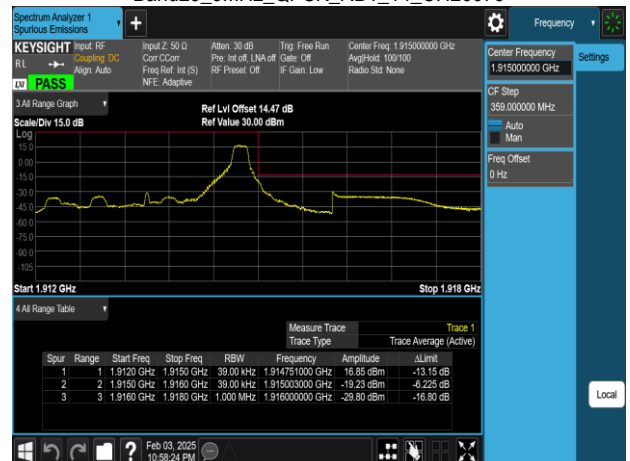 Spectrum Analyzer 1
Spurious Emissions
Frequency
KEYSIGHT
Input: RF
Coupling: DC
Align: Auto
Input Z: 50 Ω
Corr CCorr
Freq Ref: Int (S)
NFE: Adaptive
Atten: 30 dB
Pre: Int off, LNA off
RF Preset: Off
Trig: Free Run
Gate: Off
IF Gain: Low
Center Freq: 1.915000000 GHz
Avg|Hold: 100/100
Radio Std: None
RL
LXI PASS
3 All Range Graph
Scale/Div 15.0 dB
Ref Lvl Offset 14.47 dB
Ref Value 30.00 dBm
Log
15.0
0.00
-15.0
-30.0
-45.0
-60.0
-75.0
-90.0
-105
Start 1.912 GHz
Stop 1.918 GHz
4 All Range Table
Measure Trace Trace 1
Trace Type Trace Average (Active)
Spur Range Start Freq Stop Freq RBW Frequency Amplitude ΔLimit
1 1 1.9120 GHz 1.9150 GHz 39.00 kHz 1.914751000 GHz 16.85 dBm -13.15 dB
2 2 1.9150 GHz 1.9160 GHz 39.00 kHz 1.915003000 GHz -19.23 dBm -6.225 dB
3 3 1.9160 GHz 1.9180 GHz 1.000 MHz 1.916000000 GHz -29.80 dBm -16.80 dB
Center Frequency
1.915000000 GHz
Settings
CF Step
359.000000 MHz
Auto
Man
Freq Offset
0 Hz
Local
Feb 03, 2025
10:58:24 PM